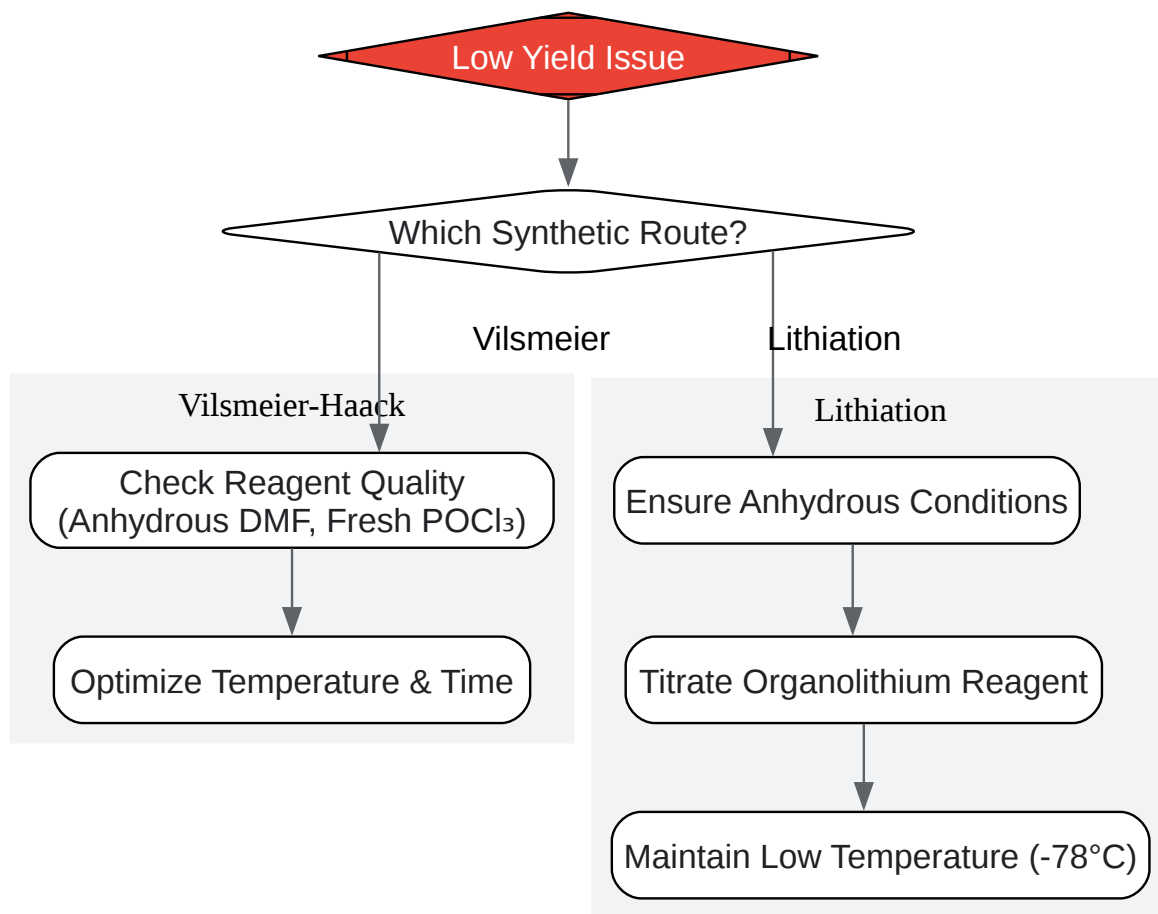 Low Yield Issue
Which Synthetic Route?
Vilsmeier
Lithiation
Vilsmeier-Haack
Check Reagent Quality
(Anhydrous DMF, Fresh POCl₃)
Optimize Temperature & Time
Lithiation
Ensure Anhydrous Conditions
Titrate Organolithium Reagent
Maintain Low Temperature (-78°C)